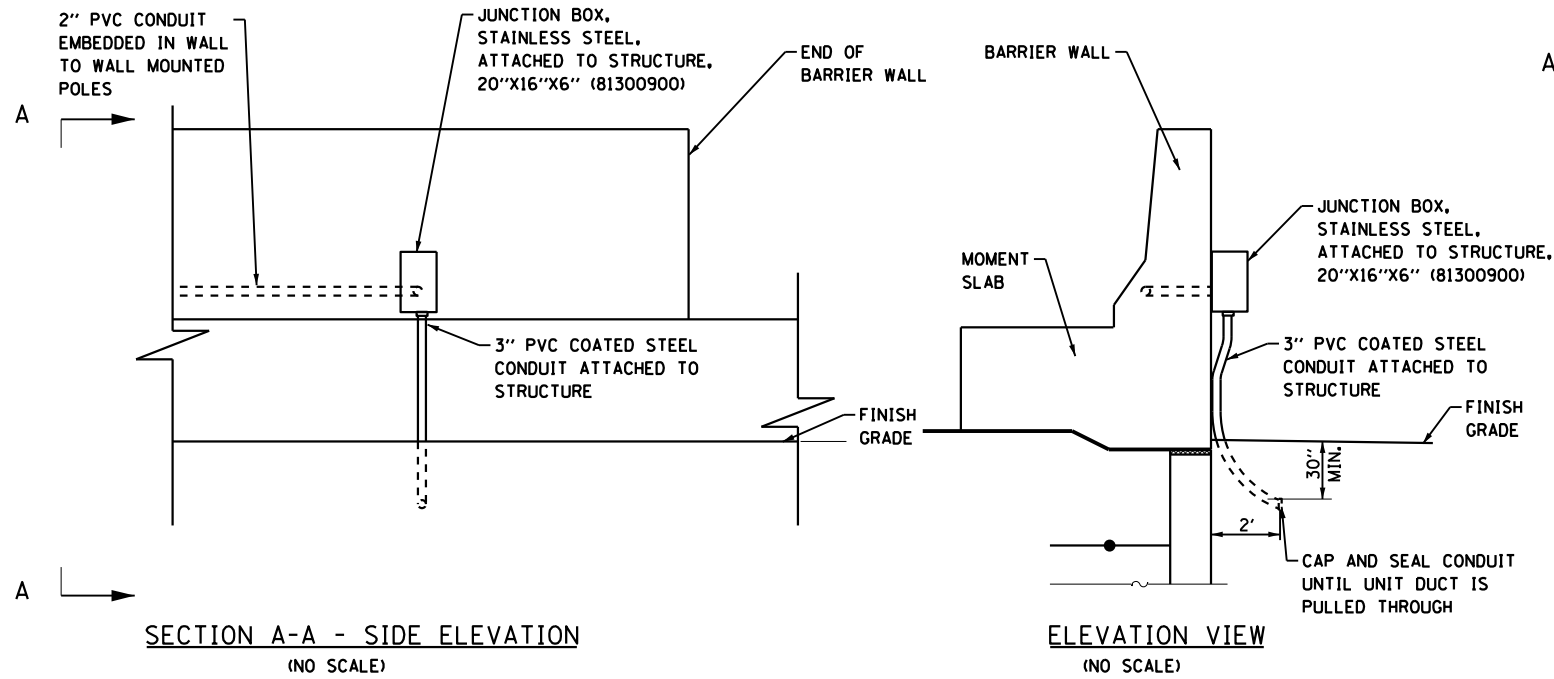 2" PVC CONDUIT
EMBEDDED IN WALL
TO WALL MOUNTED
POLES
JUNCTION BOX,
STAINLESS STEEL,
ATTACHED TO STRUCTURE,
20"X16"X6" (81300900)
END OF
BARRIER WALL
A
3" PVC COATED STEEL
CONDUIT ATTACHED TO
STRUCTURE
FINISH
GRADE
A
SECTION A-A - SIDE ELEVATION
(NO SCALE)
BARRIER WALL
A
JUNCTION BOX,
STAINLESS STEEL,
ATTACHED TO STRUCTURE,
20"X16"X6" (81300900)
MOMENT
SLAB
3" PVC COATED STEEL
CONDUIT ATTACHED TO
STRUCTURE
FINISH
GRADE
30"
MIN.
2'
CAP AND SEAL CONDUIT
UNTIL UNIT DUCT IS
PULLED THROUGH
ELEVATION VIEW
(NO SCALE)